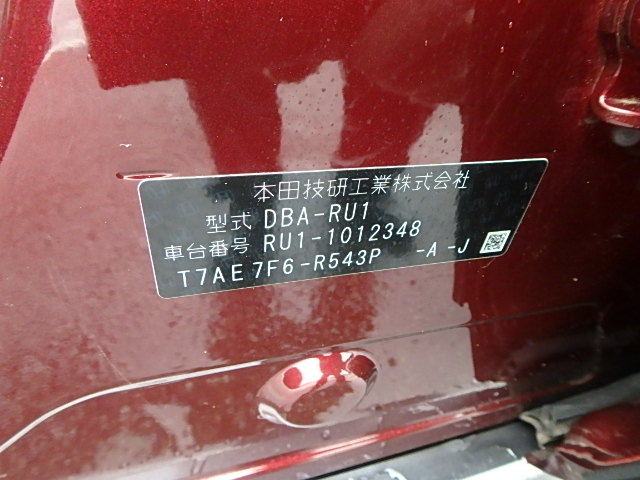 本田技研工業株式会社
型式 DBA-RU1
車台番号 RU1-1012348
T7AE 7F6-R543P -A -J